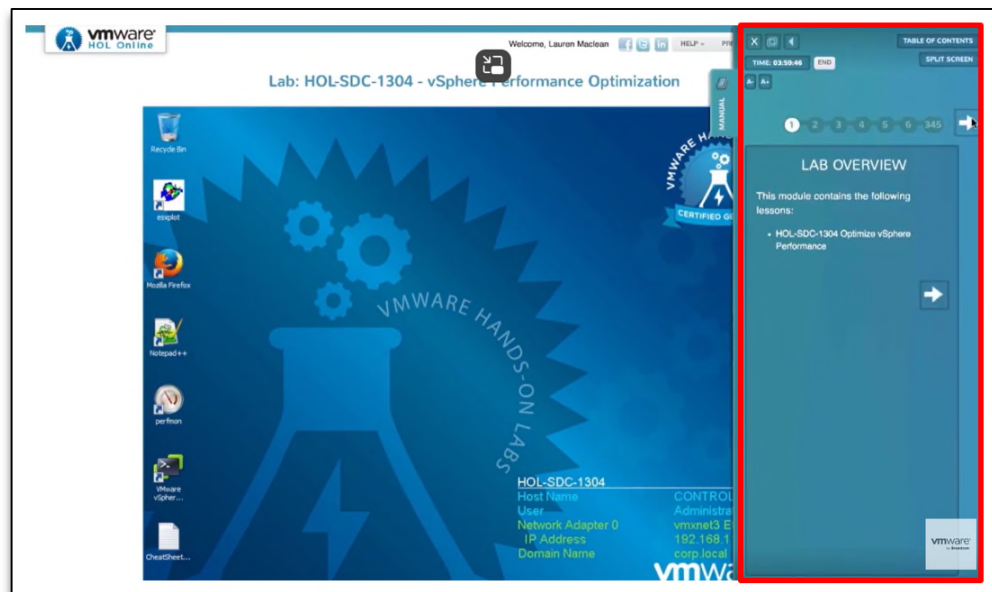 vmware®
HOL Online
Welcome, Lauren Maclean
HELP
Lab: HOL-SDC-1304 - vSphere Performance Optimization
Recycle Bin
esxplot
Mozilla Firefox
Notepad++
perfmon
VMware
vSpher...
CheatSheet...
VMWARE HANDS-ON LABS
VMWARE HA
CERTIFIED
HOL-SDC-1304
Host Name CONTROL
User Administra
Network Adapter 0 vmxnet3 E
IP Address 192.168.1
Domain Name corp.local
MANUAL
TABLE OF CONTENTS
TIME: 03:59:46 END SPLIT SCREEN
A- A+
1 2 3 4 5 6 345
LAB OVERVIEW
This module contains the following
lessons:
• HOL-SDC-1304 Optimize vSphere
Performance
vmware®
by Broadcom